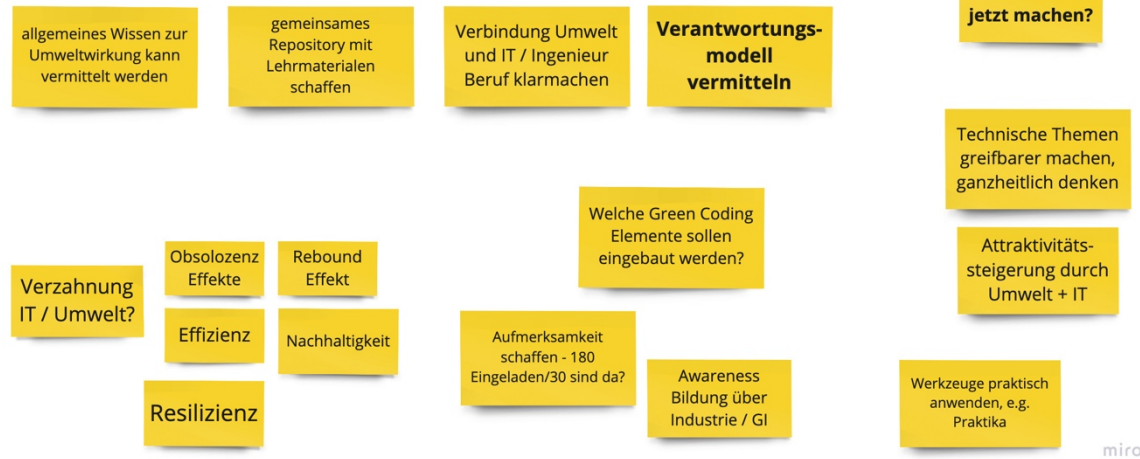 allgemeines Wissen zur
Umweltwirkung kann
vermittelt werden
gemeinsames
Repository mit
Lehrmaterialen
schaffen
Verbindung Umwelt
und IT / Ingenieur
Beruf klarmachen
Verantwortungs-
modell
vermitteln
jetzt machen?
Technische Themen
greifbarer machen,
ganzheitlich denken
Welche Green Coding
Elemente sollen
eingebaut werden?
Attraktivitäts-
steigerung durch
Umwelt + IT
Verzahnung
IT / Umwelt?
Obsolozenz
Effekte
Rebound
Effekt
Effizienz
Nachhaltigkeit
Resilizienz
Aufmerksamkeit
schaffen - 180
Eingeladen/30 sind da?
Awareness
Bildung über
Industrie / GI
Werkzeuge praktisch
anwenden, e.g.
Praktika
miro